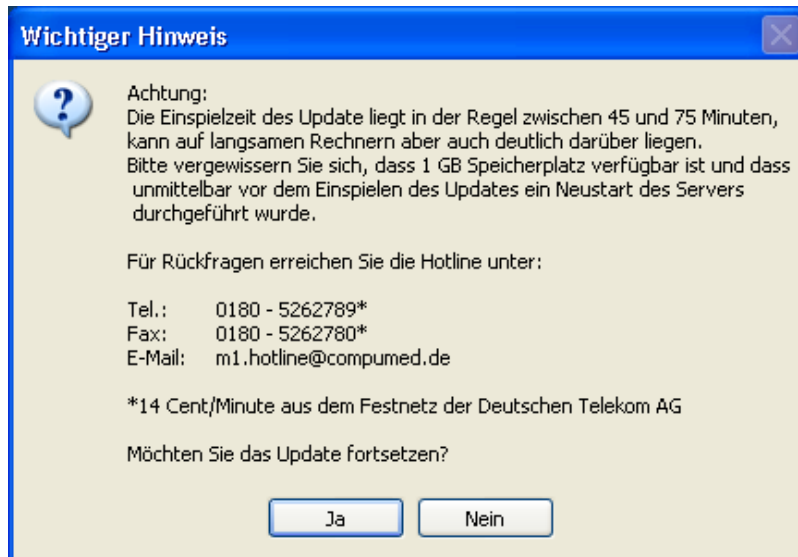 Wichtiger Hinweis
Achtung:
Die Einspielzeit des Update liegt in der Regel zwischen 45 und 75 Minuten,
kann auf langsamen Rechnern aber auch deutlich darüber liegen.
Bitte vergewissern Sie sich, dass 1 GB Speicherplatz verfügbar ist und dass
unmittelbar vor dem Einspielen des Updates ein Neustart des Servers
durchgeführt wurde.
Für Rückfragen erreichen Sie die Hotline unter:
Tel.: 0180 - 5262789*
Fax: 0180 - 5262780*
E-Mail: m1.hotline@compumed.de
*14 Cent/Minute aus dem Festnetz der Deutschen Telekom AG
Möchten Sie das Update fortsetzen?
Ja Nein